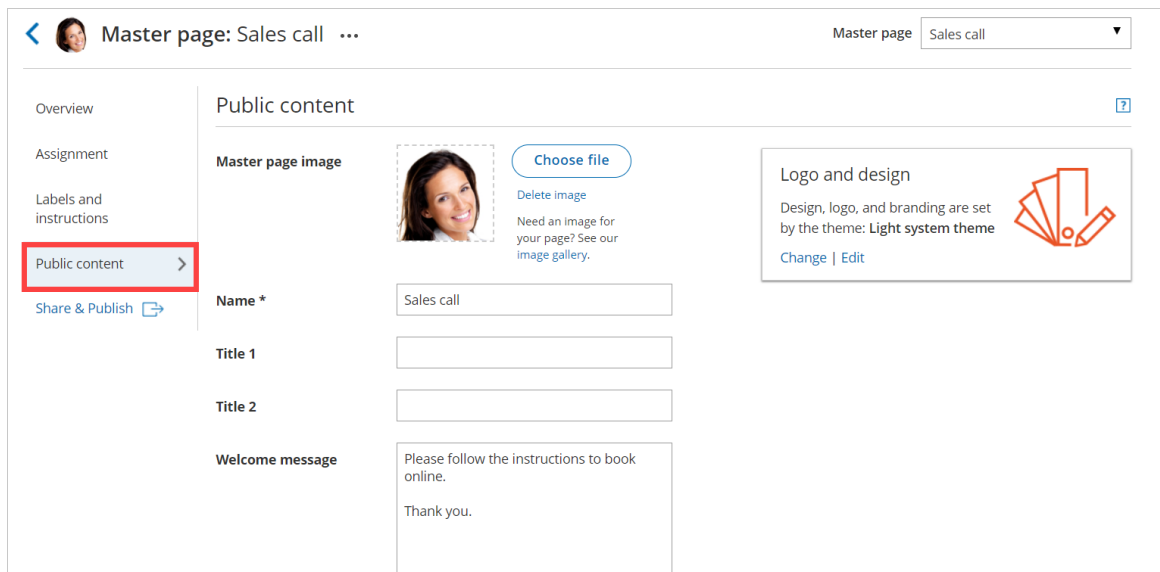 Master page: Sales call ...
Master page Sales call
Overview
Assignment
Labels and
instructions
Public content
Share & Publish
Public content
?
Master page image
Choose file
Delete image
Need an image for
your page? See our
image gallery.
Logo and design
Design, logo, and branding are set
by the theme: Light system theme
Change | Edit
Name *
Sales call
Title 1
Title 2
Welcome message
Please follow the instructions to book
online.
Thank you.